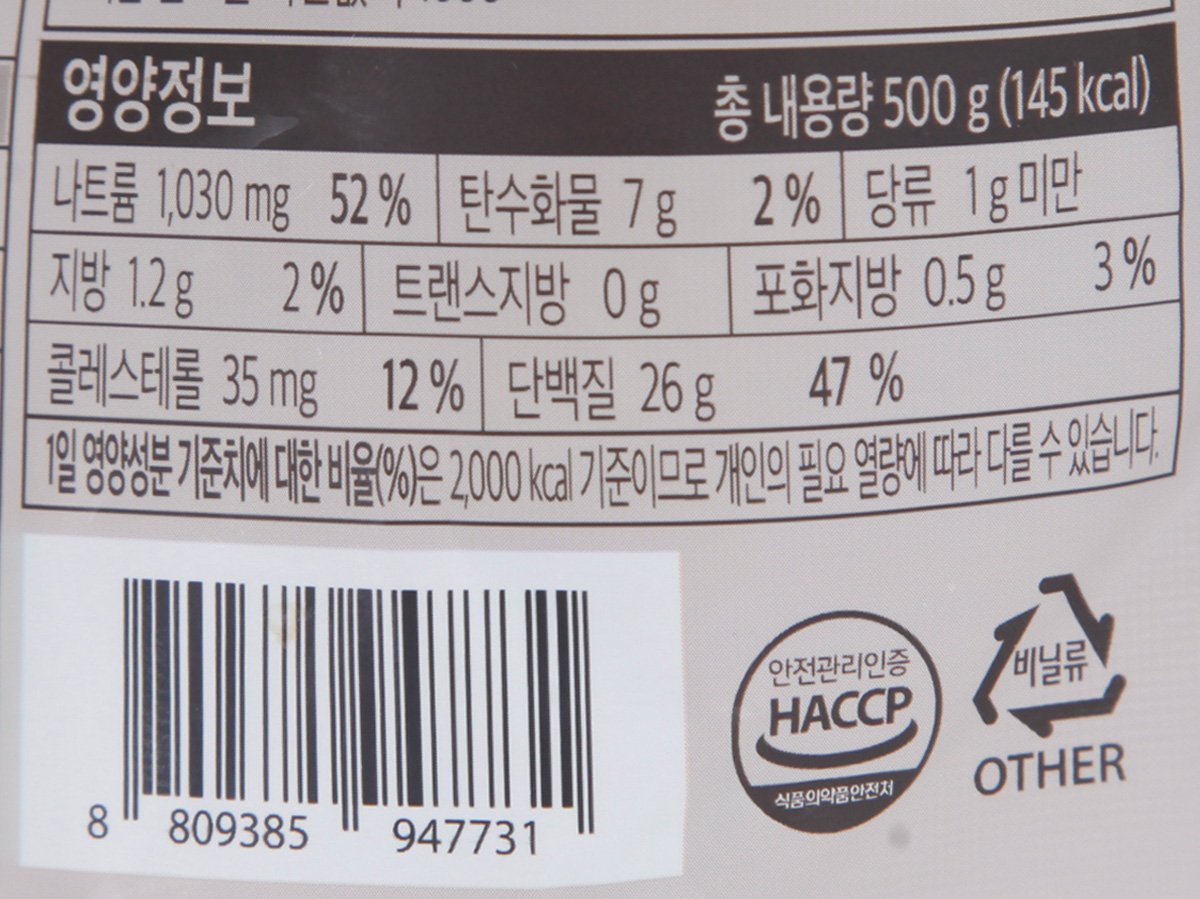 영양정보 총 내용량 500 g (145 kcal)
나트륨 1,030 mg 52 % 탄수화물 7 g 2 % 당류 1 g 미만
지방 1.2 g 2 % 트랜스지방 0 g 포화지방 0.5 g 3 %
콜레스테롤 35 mg 12 % 단백질 26 g 47 %
1일 영양성분 기준치에 대한 비율(%)은 2,000 kcal 기준이므로 개인의 필요 열량에 따라 다를 수 있습니다.
8 809385 947731
안전관리인증
HACCP
식품의약품안전처
비닐류
OTHER